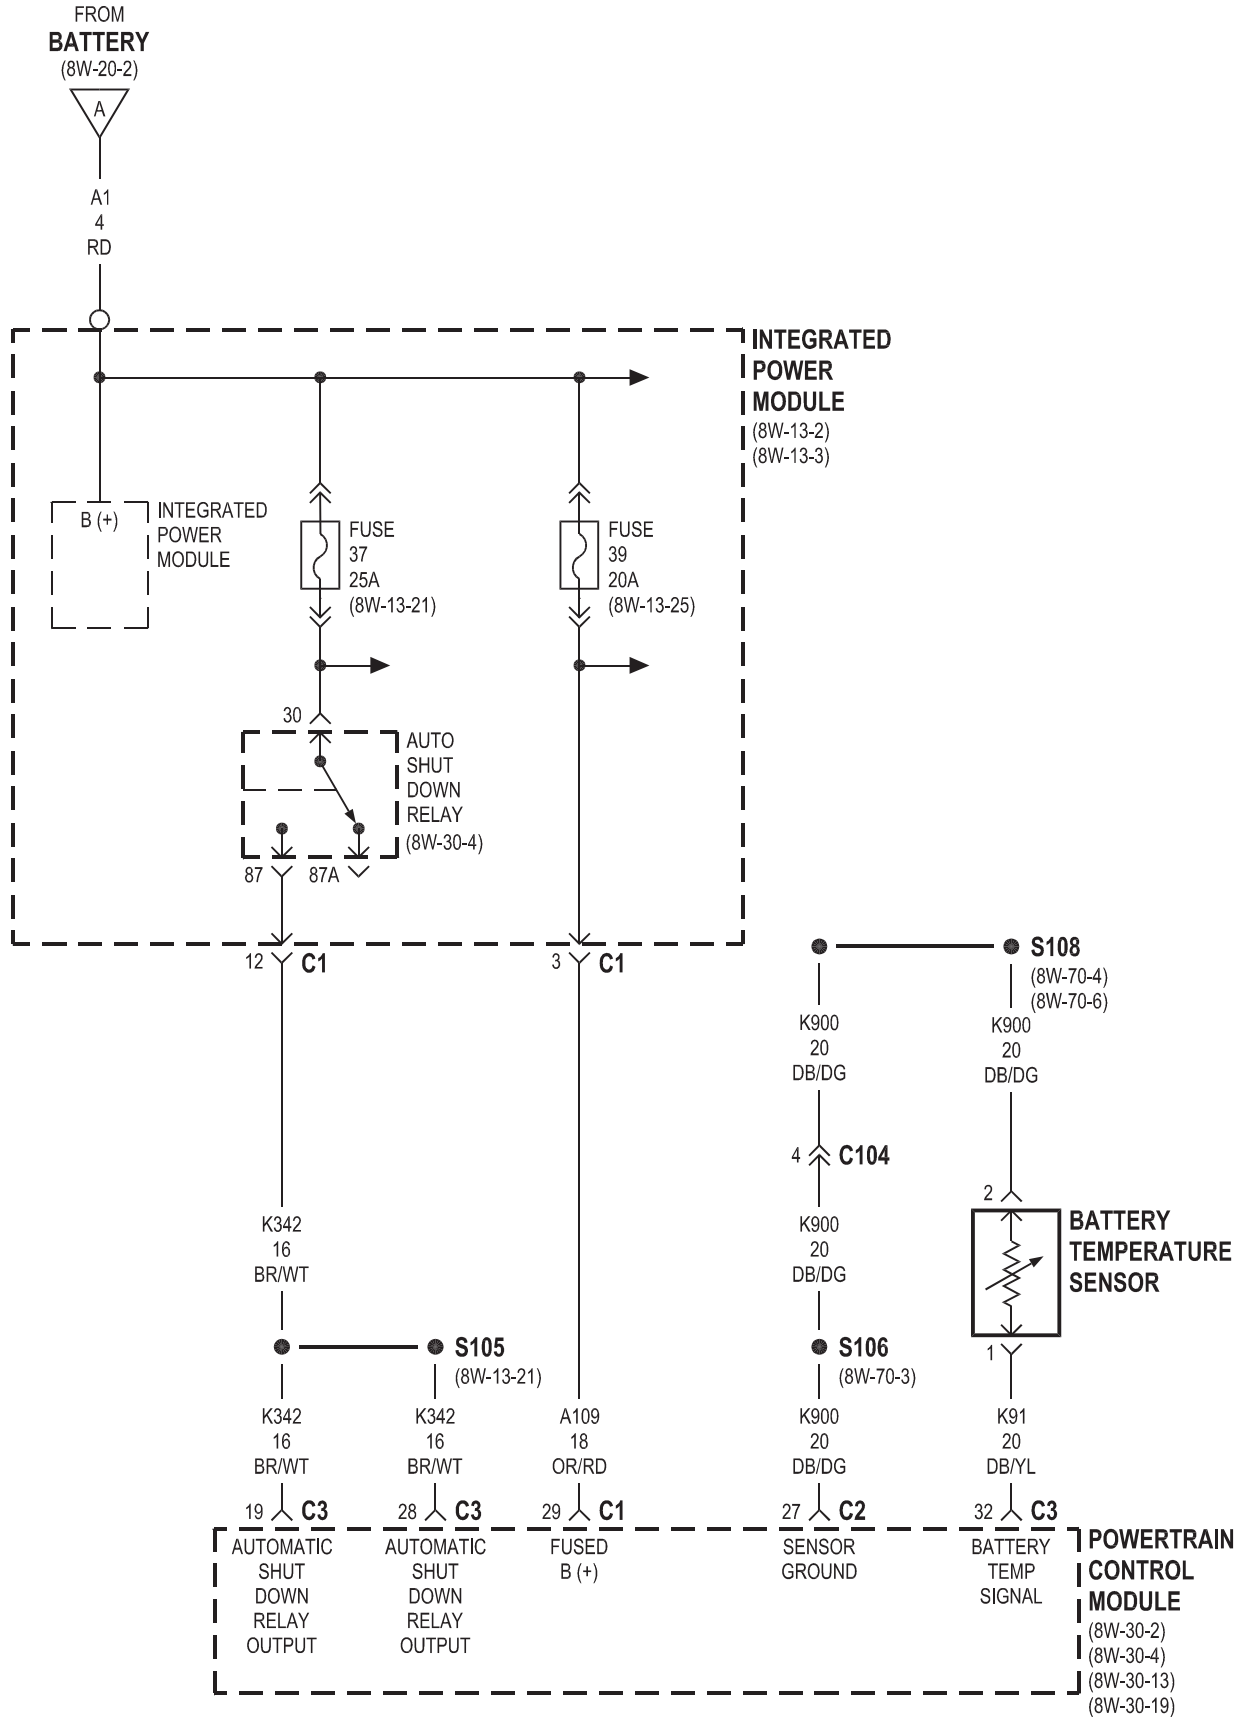 FROM
BATTERY
(8W-20-2)
A
A1
4
RD
INTEGRATED
POWER
MODULE
(8W-13-2)
(8W-13-3)
B (+)
INTEGRATED
POWER
MODULE
FUSE
37
25A
(8W-13-21)
FUSE
39
20A
(8W-13-25)
30
AUTO
SHUT
DOWN
RELAY
(8W-30-4)
87
87A
12
C1
3
C1
S108
(8W-70-4)
(8W-70-6)
K900
20
DB/DG
K900
20
DB/DG
4
C104
2
K342
16
BR/WT
K900
20
DB/DG
BATTERY
TEMPERATURE
SENSOR
S105
(8W-13-21)
S106
(8W-70-3)
1
K342
16
BR/WT
K342
16
BR/WT
A109
18
OR/RD
K900
20
DB/DG
K91
20
DB/YL
19
C3
28
C3
29
C1
27
C2
32
C3
AUTOMATIC
SHUT
DOWN
RELAY
OUTPUT
AUTOMATIC
SHUT
DOWN
RELAY
OUTPUT
FUSED
B (+)
SENSOR
GROUND
BATTERY
TEMP
SIGNAL
POWERTRAIN
CONTROL
MODULE
(8W-30-2)
(8W-30-4)
(8W-30-13)
(8W-30-19)